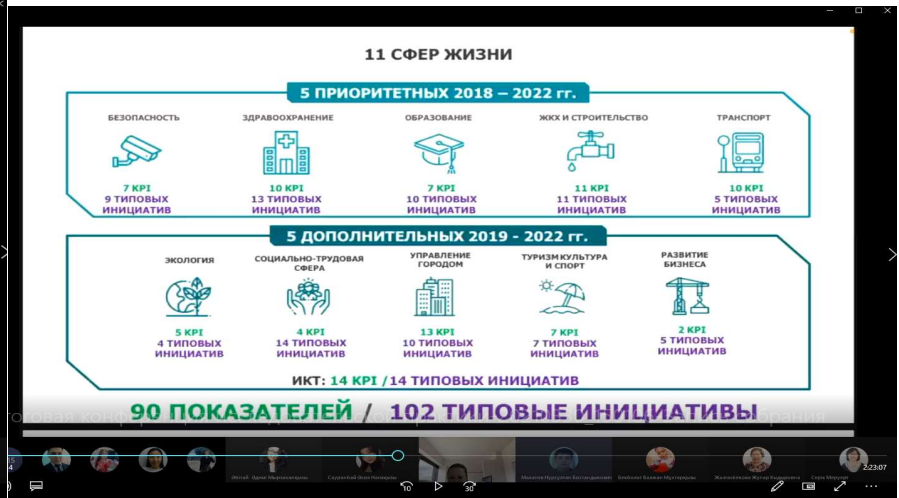 11 СФЕР ЖИЗНИ
5 ПРИОРИТЕТНЫХ 2018 – 2022 гг.
БЕЗОПАСНОСТЬ
7 KPI
9 ТИПОВЫХ
ИНИЦИАТИВ
ЗДРАВООХРАНЕНИЕ
10 KPI
13 ТИПОВЫХ
ИНИЦИАТИВ
ОБРАЗОВАНИЕ
7 KPI
10 ТИПОВЫХ
ИНИЦИАТИВ
ЖКХ И СТРОИТЕЛЬСТВО
11 KPI
11 ТИПОВЫХ
ИНИЦИАТИВ
ТРАНСПОРТ
10 KPI
5 ТИПОВЫХ
ИНИЦИАТИВ
5 ДОПОЛНИТЕЛЬНЫХ 2019 - 2022 гг.
ЭКОЛОГИЯ
5 KPI
4 ТИПОВЫХ
ИНИЦИАТИВ
СОЦИАЛЬНО-ТРУДОВАЯ
СФЕРА
4 KPI
14 ТИПОВЫХ
ИНИЦИАТИВ
УПРАВЛЕНИЕ
ГОРОДОМ
13 KPI
10 ТИПОВЫХ
ИНИЦИАТИВ
ТУРИЗМ КУЛЬТУРА
И СПОРТ
7 KPI
7 ТИПОВЫХ
ИНИЦИАТИВ
РАЗВИТИЕ
БИЗНЕСА
2 KPI
5 ТИПОВЫХ
ИНИЦИАТИВ
ИКТ: 14 KPI /14 ТИПОВЫХ ИНИЦИАТИВ
90 ПОКАЗАТЕЛЕЙ / 102 ТИПОВЫЕ ИНИЦИАТИВЫ
2:23:07
10
30